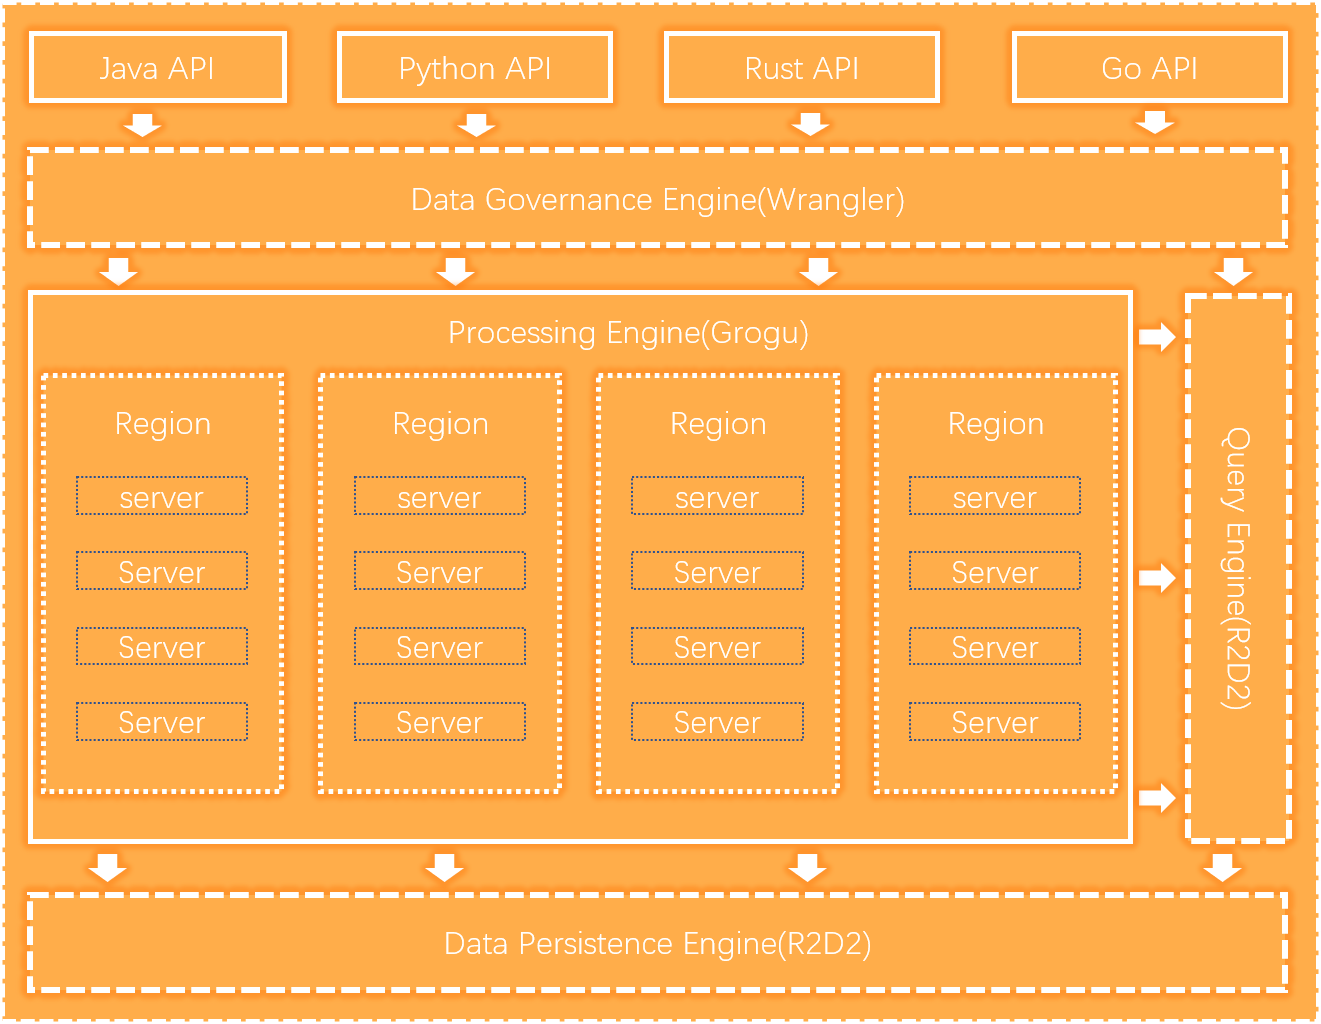 Java API
Python API
Rust API
Go API
Data Governance Engine(Wrangler)
Processing Engine(Grogu)
Region
server
Server
Server
Server
Region
server
Server
Server
Server
Region
server
Server
Server
Server
Region
server
Server
Server
Server
Query Engine(R2D2)
Data Persistence Engine(R2D2)